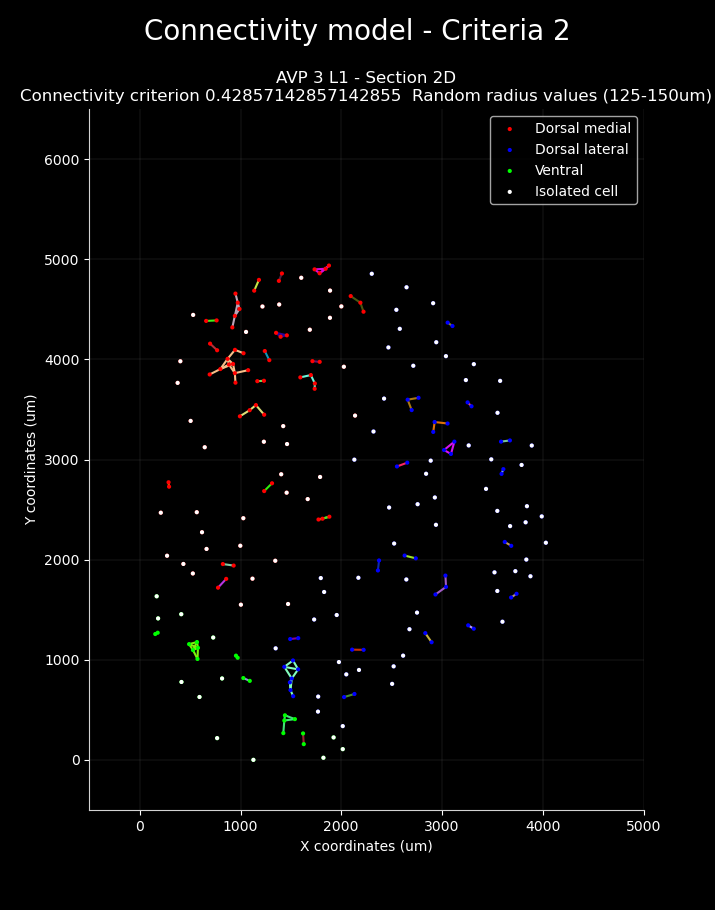 Connectivity model - Criteria 2
AVP 3 L1 - Section 2D
Connectivity criterion 0.42857142857142855  Random radius values (125-150um)
Dorsal medial
Dorsal lateral
Ventral
Isolated cell
6000
5000
4000
3000
2000
1000
0
Y coordinates (um)
0
1000
2000
3000
4000
5000
X coordinates (um)